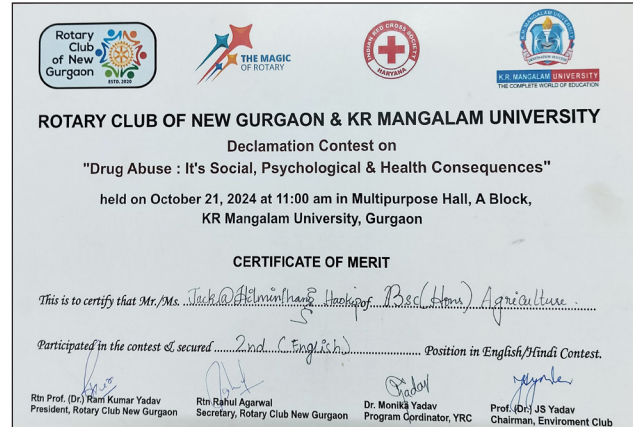 Rotary
Club
of New
Gurgaon
ESTD. 2020
THE MAGIC
OF ROTARY
INDIAN RED CROSS SOCIETY
HARYANA
K.R. MANGALAM UNIVERSITY
THE COMPLETE WORLD OF EDUCATION
ROTARY CLUB OF NEW GURGAON & KR MANGALAM UNIVERSITY
Declamation Contest on
"Drug Abuse : It's Social, Psychological & Health Consequences"
held on October 21, 2024 at 11:00 am in Multipurpose Hall, A Block,
KR Mangalam University, Gurgaon
CERTIFICATE OF MERIT
This is to certify that Mr./Ms. Jack @ Haokip of Bsc (Hons) Agriculture.
Participated in the contest & secured 2nd (English) Position in English/Hindi Contest.
Rtn Prof. (Dr.) Ram Kumar Yadav
President, Rotary Club New Gurgaon
Rtn Rahul Agarwal
Secretary, Rotary Club New Gurgaon
Dr. Monika Yadav
Program Cordinator, YRC
Prof. (Dr.) JS Yadav
Chairman, Enviroment Club